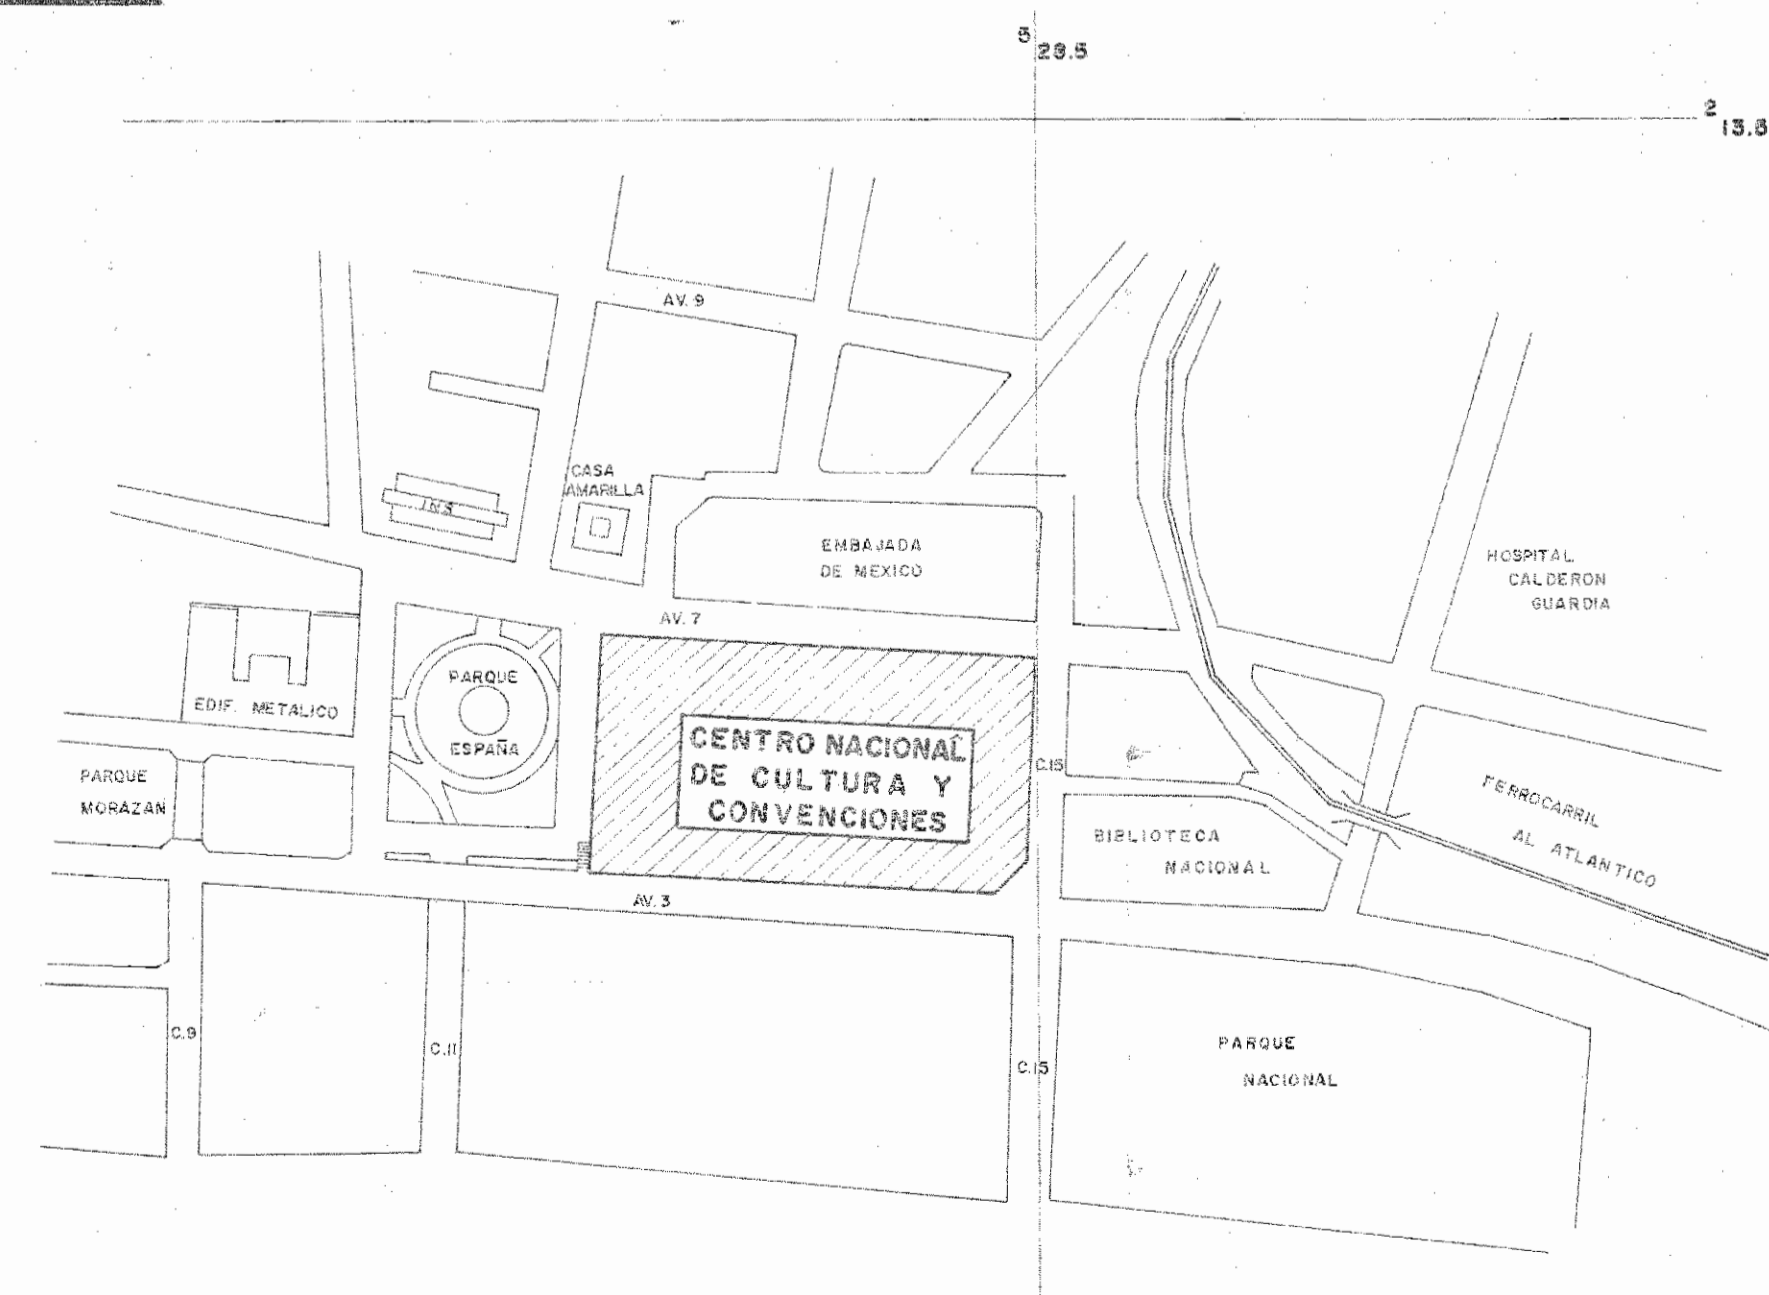 5
29.5
2
13.5
AV. 9
CASA
AMARILLA
INS
EMBAJADA
DE MEXICO
HOSPITAL
CALDERON
GUARDIA
AV. 7
PARQUE
ESPAÑA
EDIF. METALICO
CENTRO NACIONAL
DE CULTURA Y
CONVENCIONES
C.15
PARQUE
MORAZAN
FERROCARRIL
AL ATLANTICO
BIBLIOTECA
NACIONAL
AV. 3
C.9
C.11
C.15
PARQUE
NACIONAL